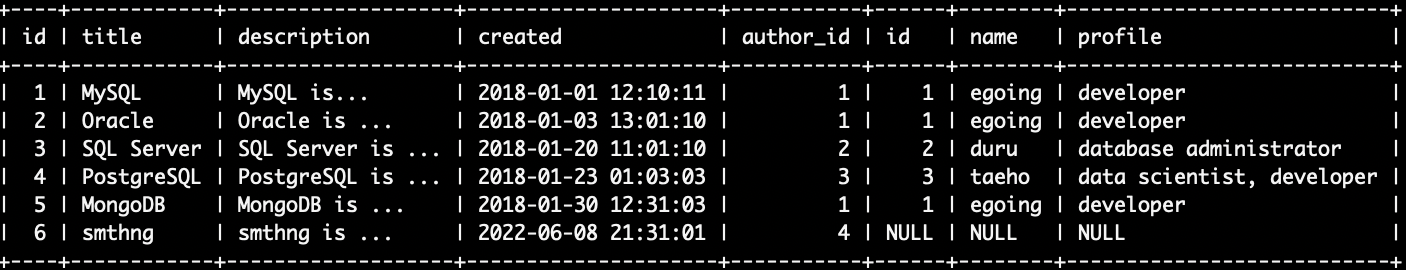 +----+------------+-------------------+---------------------+-----------+------+-------+---------------------------+
| id | title      | description       | created             | author_id | id   | name  | profile                   |
+----+------------+-------------------+---------------------+-----------+------+-------+---------------------------+
|  1 | MySQL      | MySQL is...       | 2018-01-01 12:10:11 |         1 |    1 | egoing | developer                 |
|  2 | Oracle     | Oracle is ...     | 2018-01-03 13:01:10 |         1 |    1 | egoing | developer                 |
|  3 | SQL Server | SQL Server is ... | 2018-01-20 11:01:10 |         2 |    2 | duru   | database administrator    |
|  4 | PostgreSQL | PostgreSQL is ... | 2018-01-23 01:03:03 |         3 |    3 | taeho  | data scientist, developer |
|  5 | MongoDB    | MongoDB is ...    | 2018-01-30 12:31:03 |         1 |    1 | egoing | developer                 |
|  6 | smthng     | smthng is ...     | 2022-06-08 21:31:01 |         4 | NULL | NULL   | NULL                      |
+----+------------+-------------------+---------------------+-----------+------+--------+---------------------------+